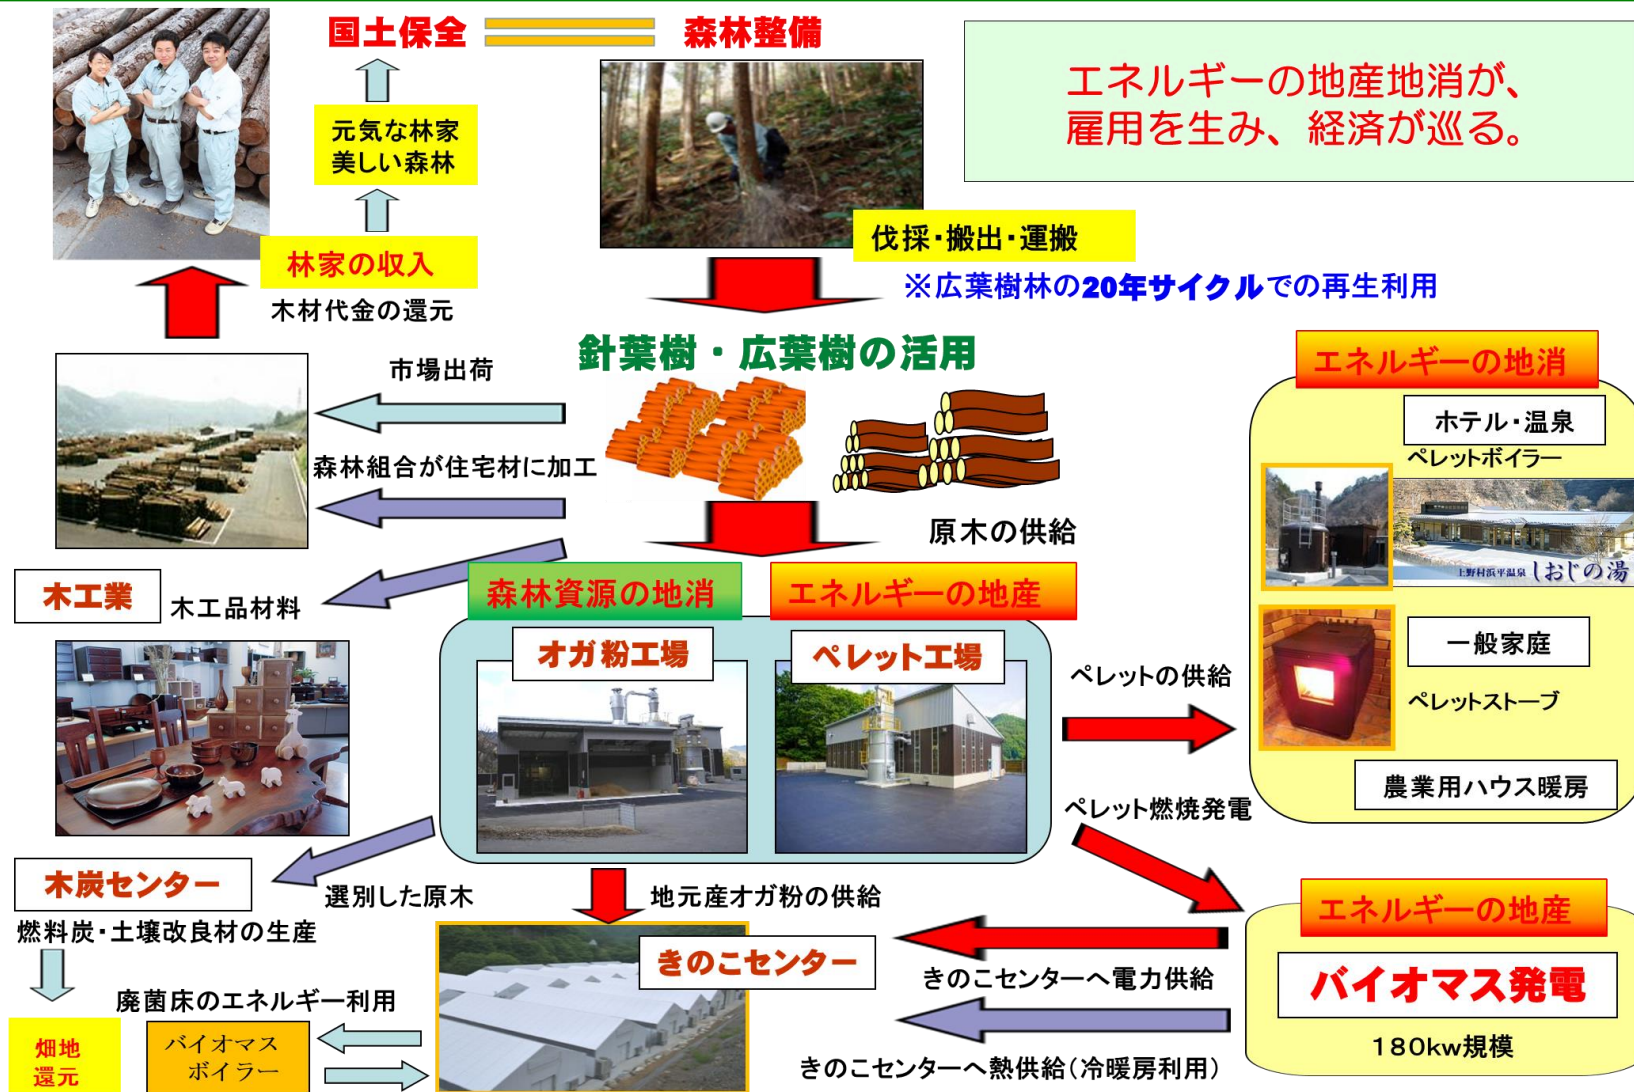 国土保全
森林整備
エネルギーの地産地消が、
雇用を生み、経済が巡る。
元気な林家
美しい森林
林家の収入
木材代金の還元
伐採・搬出・運搬
※広葉樹林の20年サイクルでの再生利用
針葉樹・広葉樹の活用
市場出荷
森林組合が住宅材に加工
原木の供給
エネルギーの地消
ホテル・温泉
ペレットボイラー
上野村浜平温泉 しおじの湯
一般家庭
ペレットストーブ
農業用ハウス暖房
木工業
木工品材料
森林資源の地消
エネルギーの地産
オガ粉工場
ペレット工場
ペレットの供給
ペレット燃焼発電
木炭センター
選別した原木
燃料炭・土壌改良材の生産
地元産オガ粉の供給
きのこセンター
エネルギーの地産
バイオマス発電
180kw規模
きのこセンターへ電力供給
きのこセンターへ熱供給(冷暖房利用)
廃菌床のエネルギー利用
畑地
還元
バイオマス
ボイラー